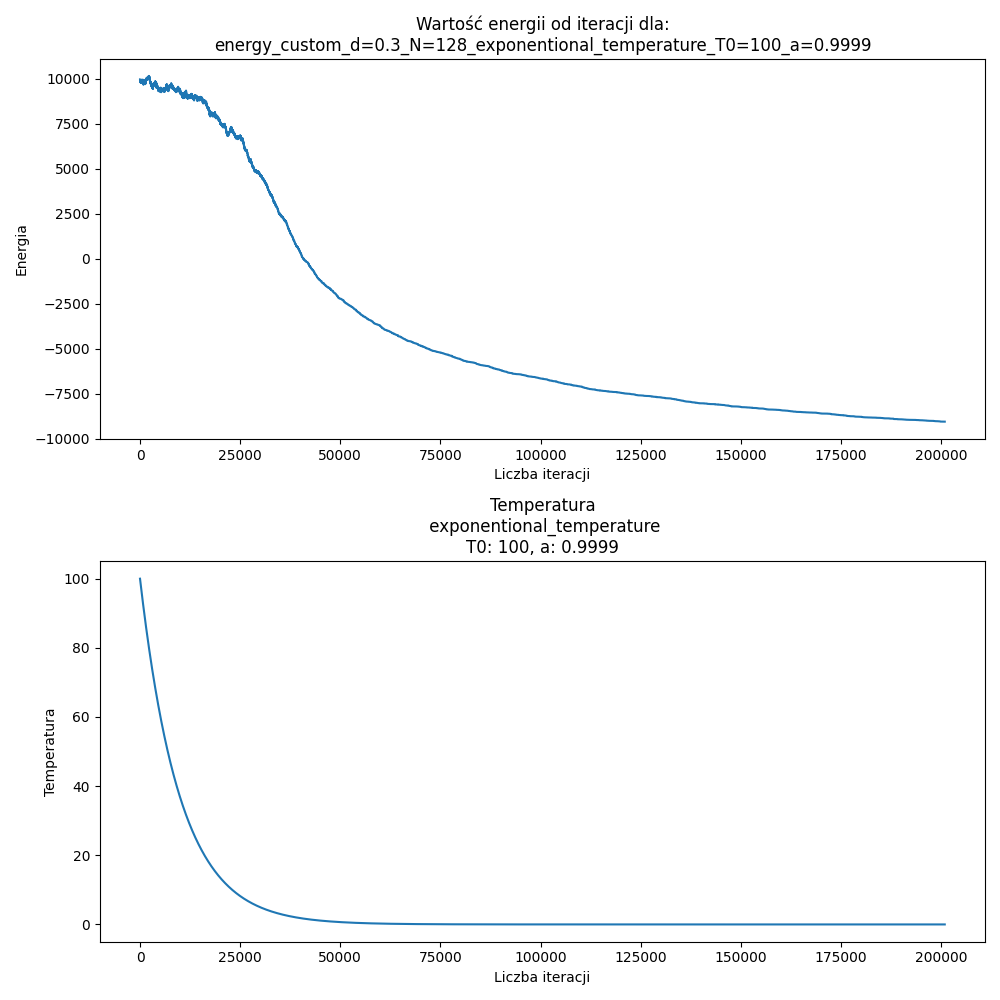 Wartość energii od iteracji dla:
energy_custom_d=0.3_N=128_exponentional_temperature_T0=100_a=0.9999
10000
7500
5000
2500
0
−2500
−5000
−7500
−10000
Energia
0 25000 50000 75000 100000 125000 150000 175000 200000
Liczba iteracji
Temperatura
exponentional_temperature
T0: 100, a: 0.9999
100
80
60
40
20
0
Temperatura
0 25000 50000 75000 100000 125000 150000 175000 200000
Liczba iteracji